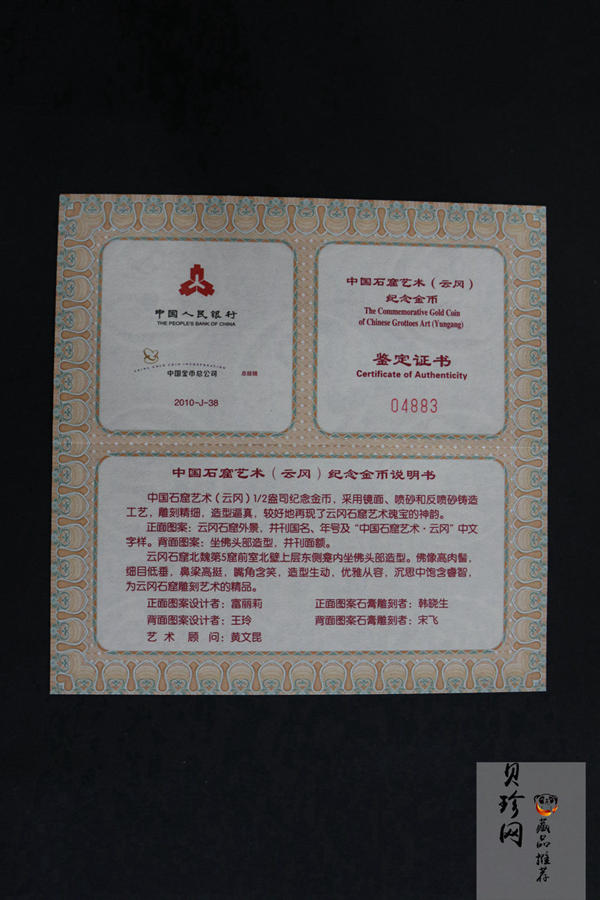 中国人民银行
THE PEOPLE'S BANK OF CHINA
CHINA GOLD COIN INCORPORATION
中国金币总公司 总经销
2010-J-38
中国石窟艺术（云冈）
纪念金币
The Commemorative Gold Coin
of Chinese Grottoes Art (Yungang)
鉴定证书
Certificate of Authenticity
04883
中国石窟艺术（云冈）纪念金币说明书
中国石窟艺术（云冈）1/2盎司纪念金币，采用镜面、喷砂和反喷砂铸造
工艺，雕刻精细，造型逼真，较好地再现了云冈石窟艺术瑰宝的神韵。
正面图案：云冈石窟外景，并刊国名、年号及“中国石窟艺术·云冈”中文
字样。背面图案：坐佛头部造型，并刊面额。
云冈石窟北魏第5窟前室北壁上层东侧龛内坐佛头部造型。佛像高肉髻，
细目低垂，鼻梁高挺，嘴角含笑，造型生动，优雅从容，沉思中饱含睿智，
为云冈石窟雕刻艺术的精品。
正面图案设计者：富丽莉 正面图案石膏雕刻者：韩晓生
背面图案设计者：王玲 背面图案石膏雕刻者：宋飞
艺术顾问：黄文昆
贝珍网
藏品推荐